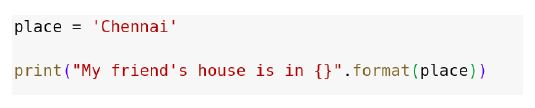 place = 'Chennai'
print("My friend's house is in {}".format(place))